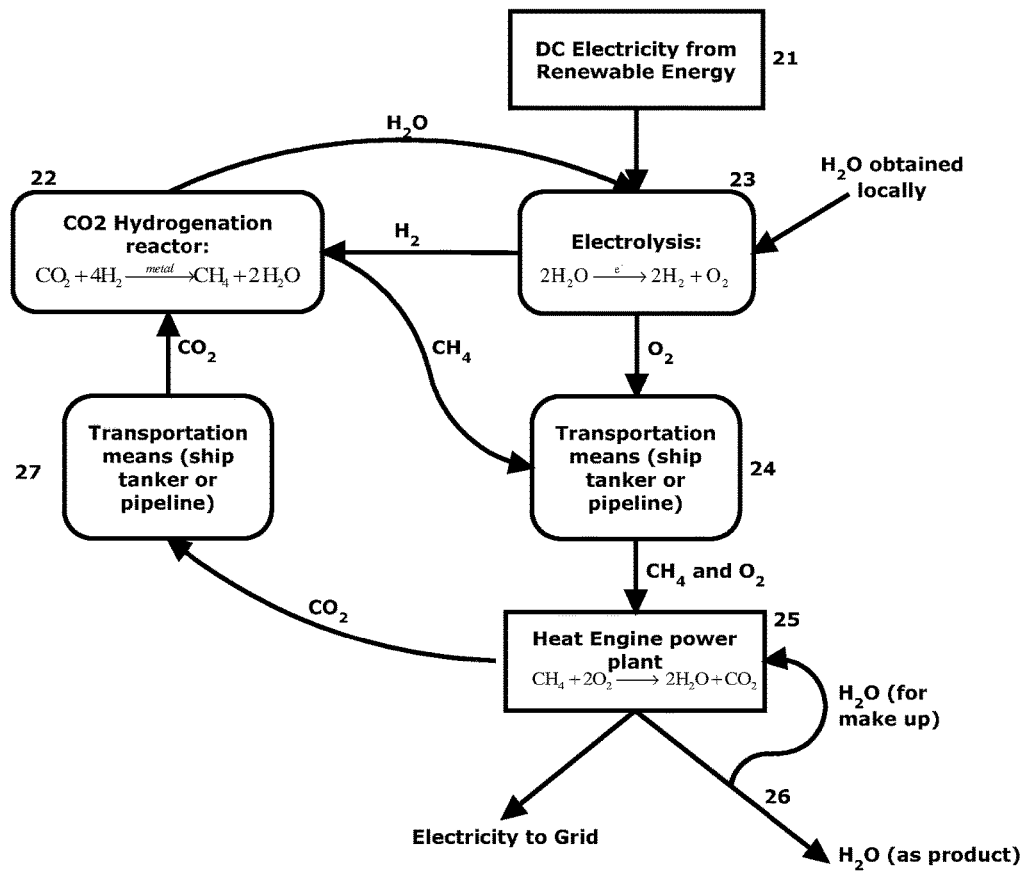 DC Electricity from
Renewable Energy
21
H₂O
22
23
H₂O obtained
locally
CO2 Hydrogenation
reactor:
CO₂ + 4H₂ —metal→ CH₄ + 2H₂O
H₂
Electrolysis:
2H₂O —e⁻→ 2H₂ + O₂
CO₂
CH₄
O₂
27
Transportation
means (ship
tanker or
pipeline)
Transportation
means (ship
tanker or
pipeline)
24
CH₄ and O₂
CO₂
25
Heat Engine power
plant
CH₄ + 2O₂ ⟶ 2H₂O + CO₂
H₂O (for
make up)
26
Electricity to Grid
H₂O (as product)